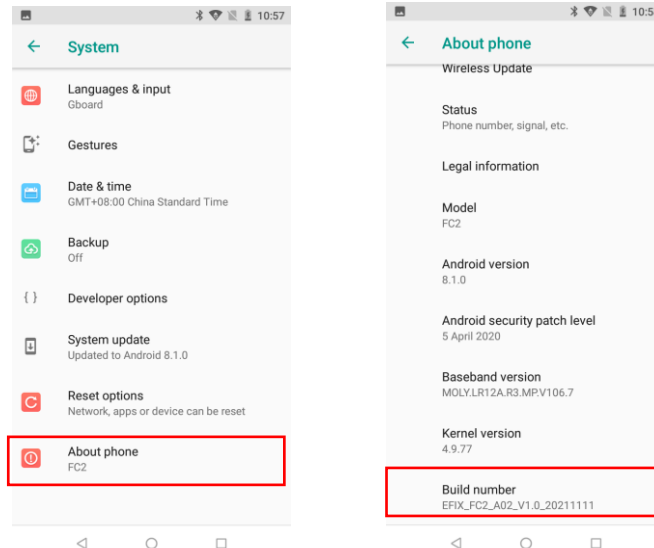 10:57
System
Languages & input
Gboard
Gestures
Date & time
GMT+08:00 China Standard Time
Backup
Off
{ }
Developer options
System update
Updated to Android 8.1.0
Reset options
Network, apps or device can be reset
About phone
FC2
10:5
About phone
Wireless Update
Status
Phone number, signal, etc.
Legal information
Model
FC2
Android version
8.1.0
Android security patch level
5 April 2020
Baseband version
MOLY.LR12A.R3.MP.V106.7
Kernel version
4.9.77
Build number
EFIX_FC2_A02_V1.0_20211111